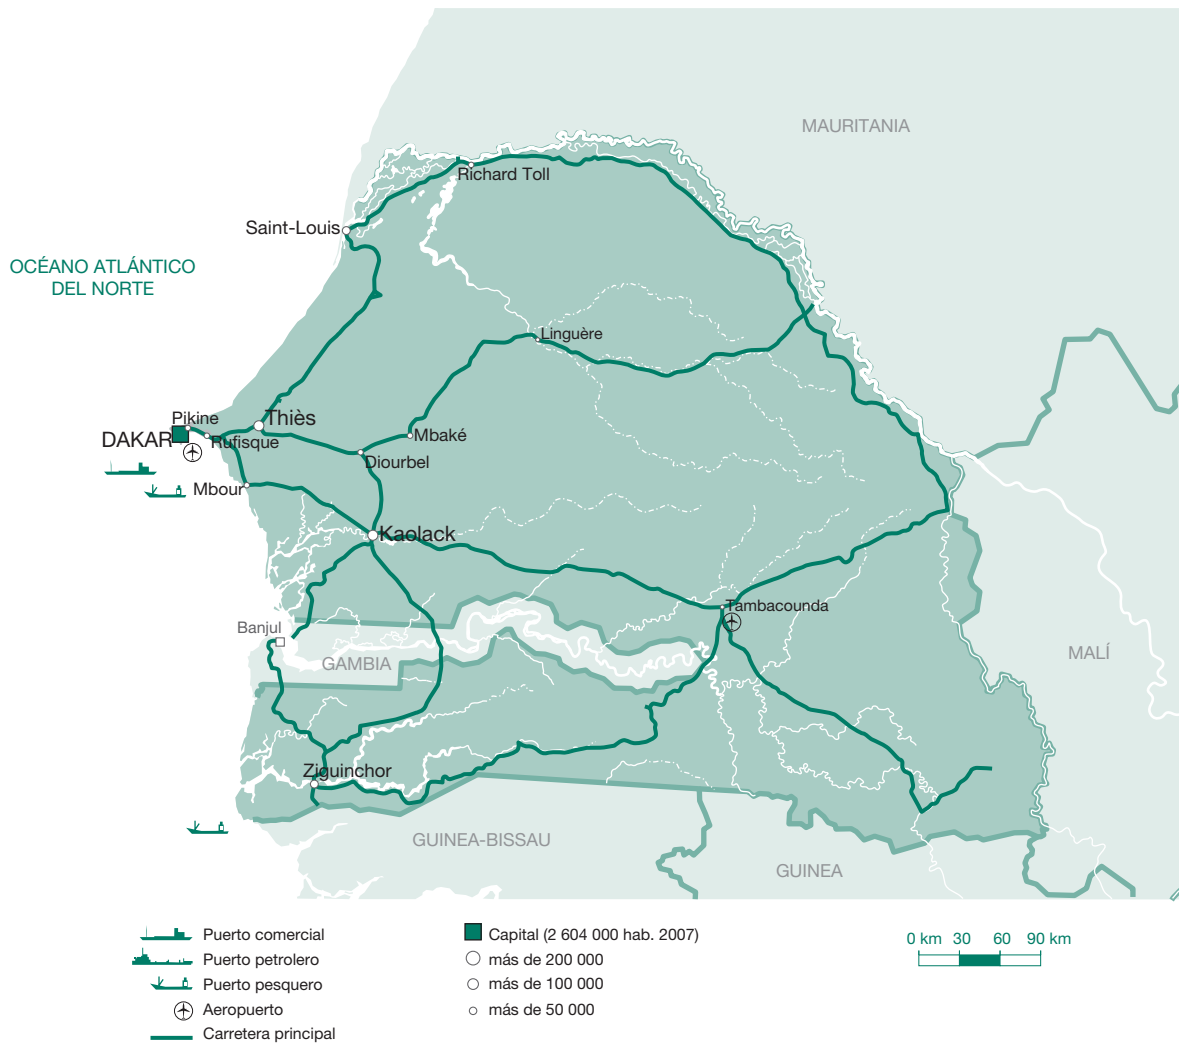 MAURITANIA
Richard Toll
Saint-Louis
OCÉANO ATLÁNTICO
DEL NORTE
Linguère
Pikine
Thiès
DAKAR
Rufisque
Mbaké
Diourbel
Mbour
Kaolack
Tambacounda
Banjul
GAMBIA
MALÍ
Ziguinchor
GUINEA-BISSAU
GUINEA
Puerto comercial
Puerto petrolero
Puerto pesquero
Aeropuerto
Carretera principal
Capital (2 604 000 hab. 2007)
más de 200 000
más de 100 000
más de 50 000
0 km 30 60 90 km